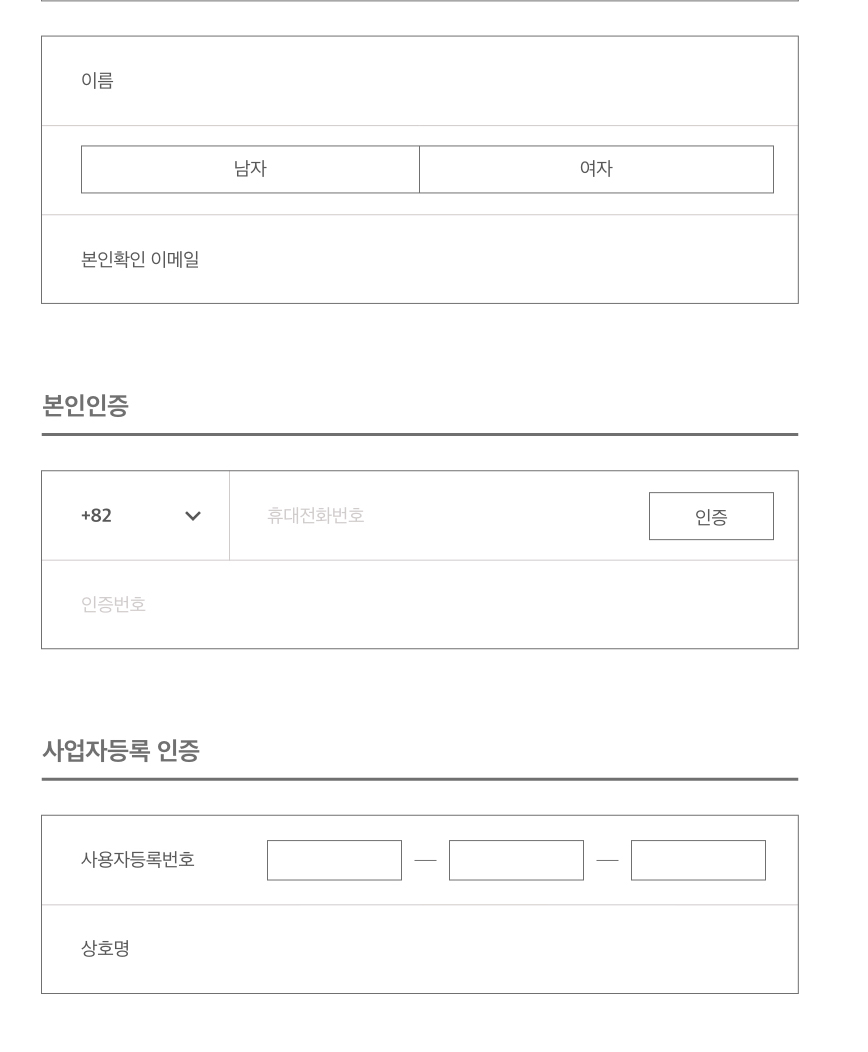 이름
남자 여자
본인확인 이메일
본인인증
+82 휴대전화번호 인증
인증번호
사업자등록 인증
사용자등록번호 — —
상호명